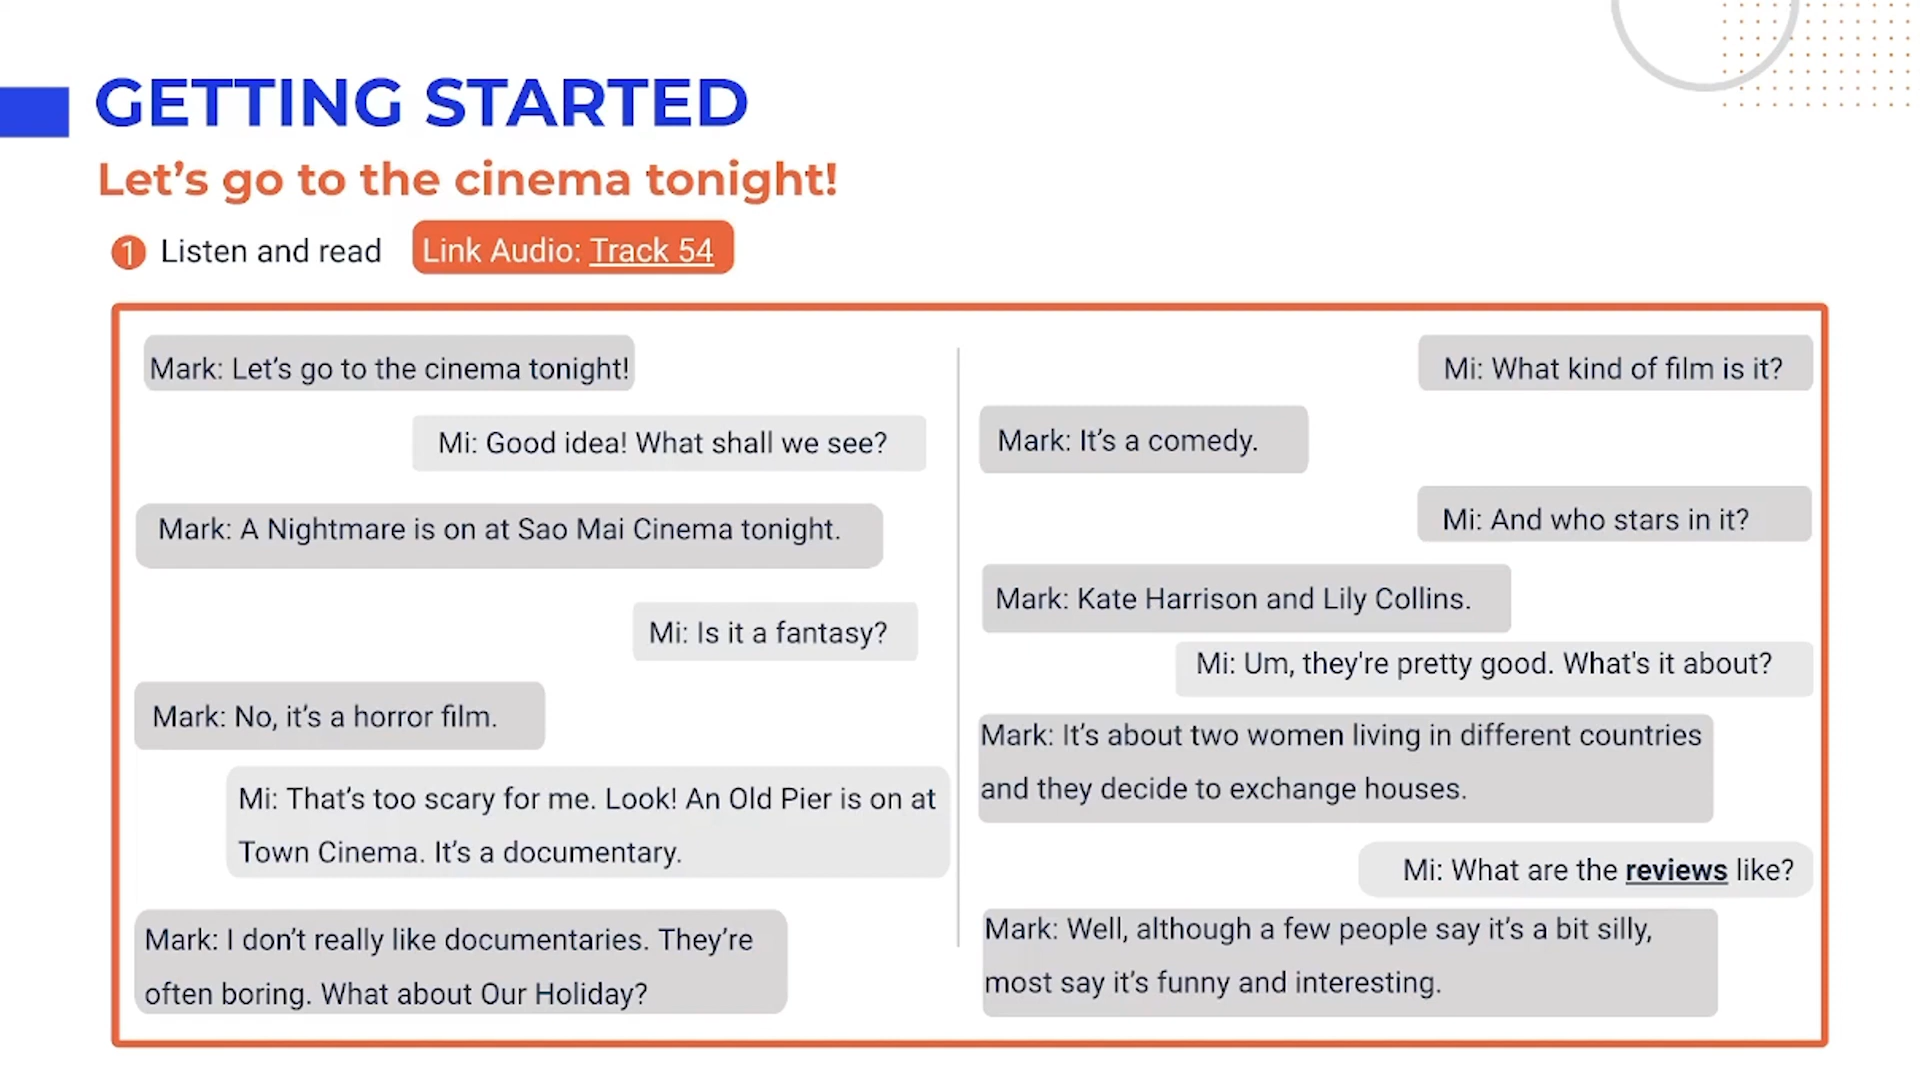 GETTING STARTED
Let's go to the cinema tonight!
1 Listen and read Link Audio: Track 54
Mark: Let's go to the cinema tonight!
Mi: Good idea! What shall we see?
Mark: A Nightmare is on at Sao Mai Cinema tonight.
Mi: Is it a fantasy?
Mark: No, it's a horror film.
Mi: That's too scary for me. Look! An Old Pier is on at
Town Cinema. It's a documentary.
Mark: I don't really like documentaries. They're
often boring. What about Our Holiday?
Mi: What kind of film is it?
Mark: It's a comedy.
Mi: And who stars in it?
Mark: Kate Harrison and Lily Collins.
Mi: Um, they're pretty good. What's it about?
Mark: It's about two women living in different countries
and they decide to exchange houses.
Mi: What are the reviews like?
Mark: Well, although a few people say it's a bit silly,
most say it's funny and interesting.